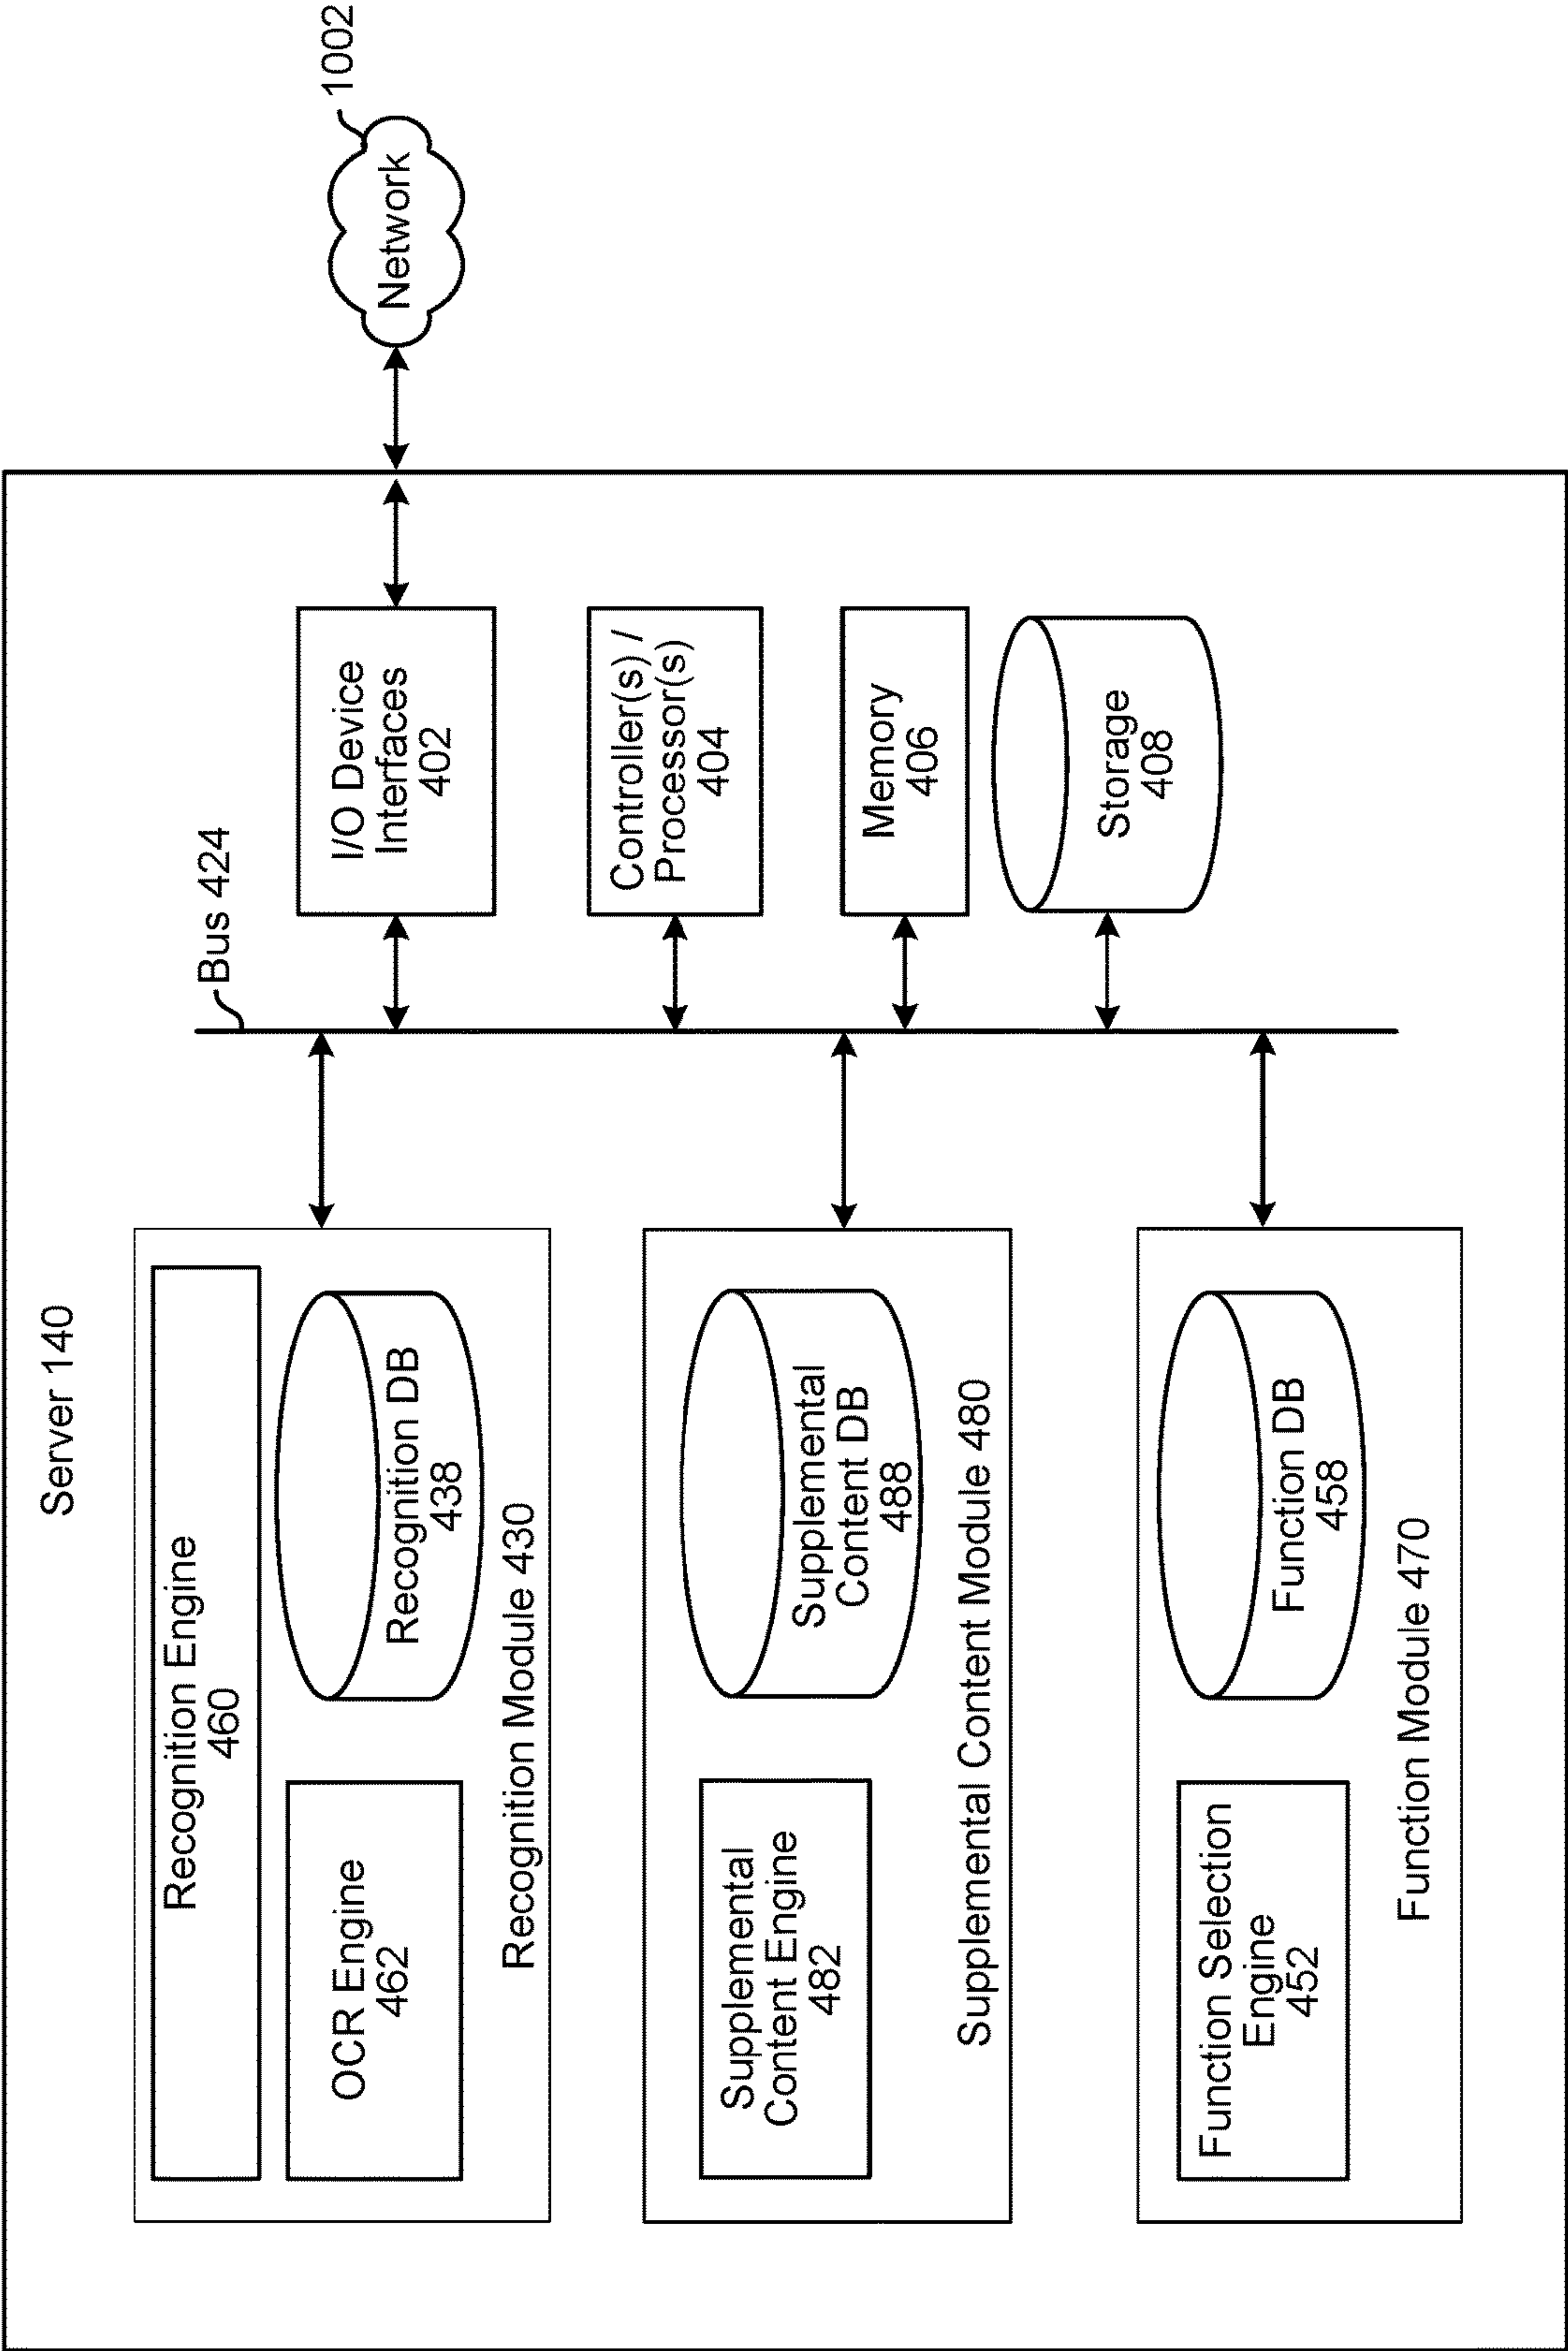 Server 140
Recognition Engine
460
OCR Engine
462
Recognition DB
438
Recognition Module 430
Supplemental
Content Engine
482
Supplemental
Content DB
488
Supplemental Content Module 480
Function Selection
Engine
452
Function DB
458
Function Module 470
Bus 424
I/O Device
Interfaces
402
Controller(s) /
Processor(s)
404
Memory
406
Storage
408
Network
1002